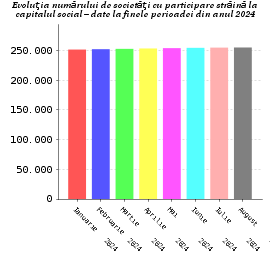 Evoluția numărului de societăți cu participare străină la
capitalul social – date la finele perioadei din anul 2024
250.000
200.000
150.000
100.000
50.000
0
Ianuarie 2024
Februarie 2024
Martie 2024
Aprilie 2024
Mai 2024
Iunie 2024
Iulie 2024
August 2024